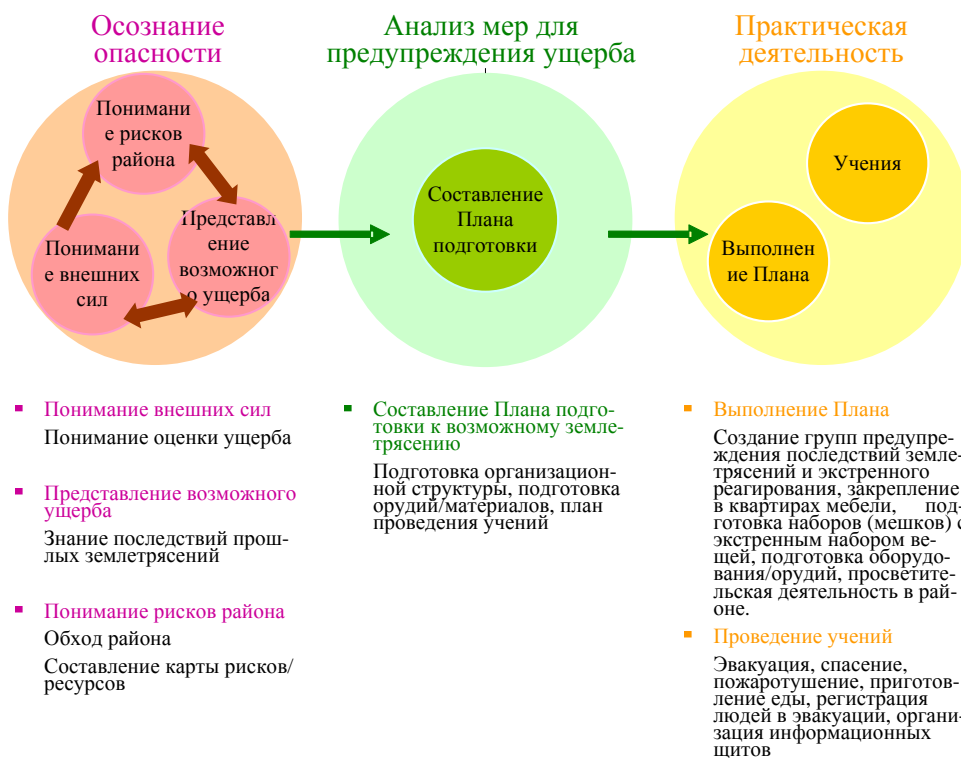 Осознание
опасности
Анализ мер для
предупреждения ущерба
Практическая
деятельность
Понимани
е рисков
района
Представл
ение
возможног
о ущерба
Понимани
е внешних
сил
Составление
Плана
подготовки
Учения
Выполнен
ие Плана
Понимание внешних сил
Понимание оценки ущерба
Представление возможного
ущерба
Знание последствий прош-
лых землетрясений
Понимание рисков района
Обход района
Составление карты рисков/
ресурсов
Составление Плана подго-
товки к возможному земле-
трясению
Подготовка организацион-
ной структуры, подготовка
орудий/материалов, план
проведения учений
Выполнение Плана
Создание групп предупре-
ждения последствий земле-
трясений и экстренного
реагирования, закрепление
в квартирах мебели, под-
готовка наборов (мешков) с
экстренным набором ве-
щей, подготовка оборудо-
вания/орудий, просветите-
льская деятельность в рай-
оне.
Проведение учений
Эвакуация, спасение,
пожаротушение, приготов-
ление еды, регистрация
людей в эвакуации, органи-
зация информационных
щитов